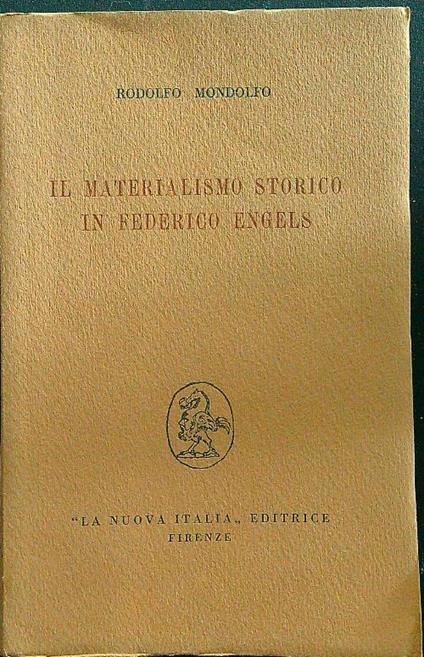 RODOLFO MONDOLFO
IL MATERIALISMO STORICO
IN FEDERICO ENGELS
"LA NUOVA ITALIA„ EDITRICE
FIRENZE